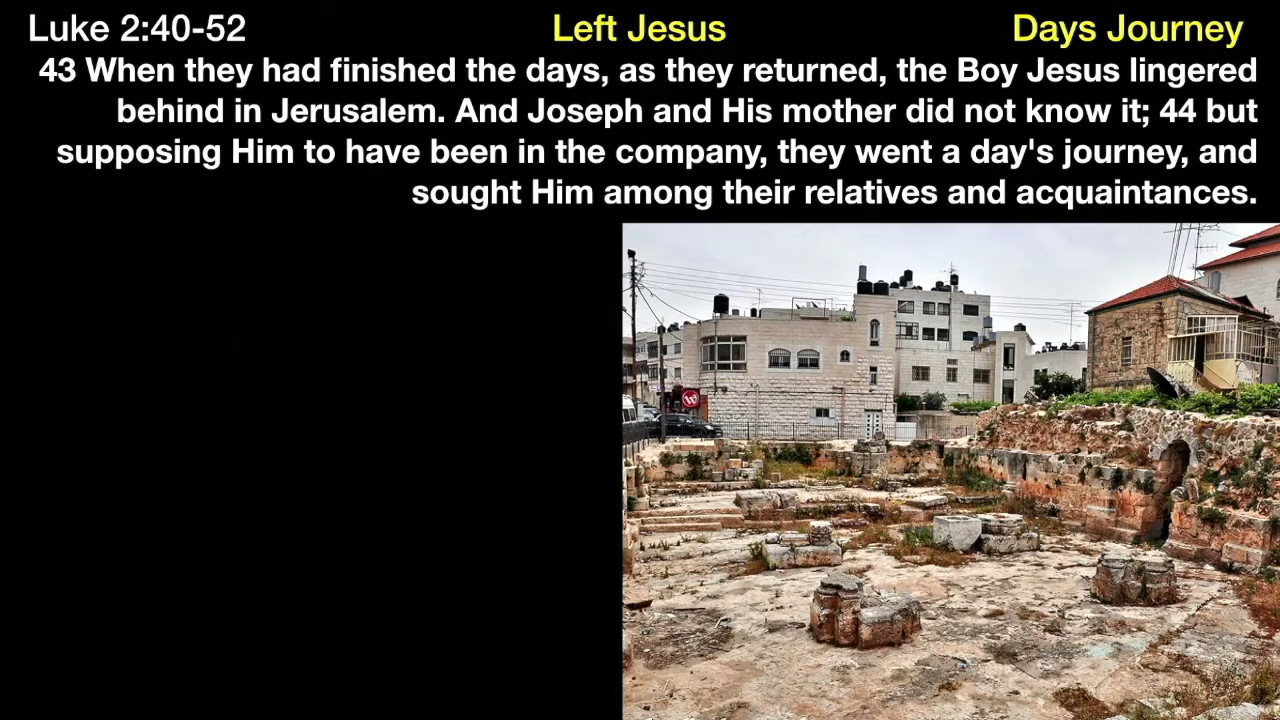 Luke 2:40-52 Left Jesus Days Journey
43 When they had finished the days, as they returned, the Boy Jesus lingered
behind in Jerusalem. And Joseph and His mother did not know it; 44 but
supposing Him to have been in the company, they went a day's journey, and
sought Him among their relatives and acquaintances.